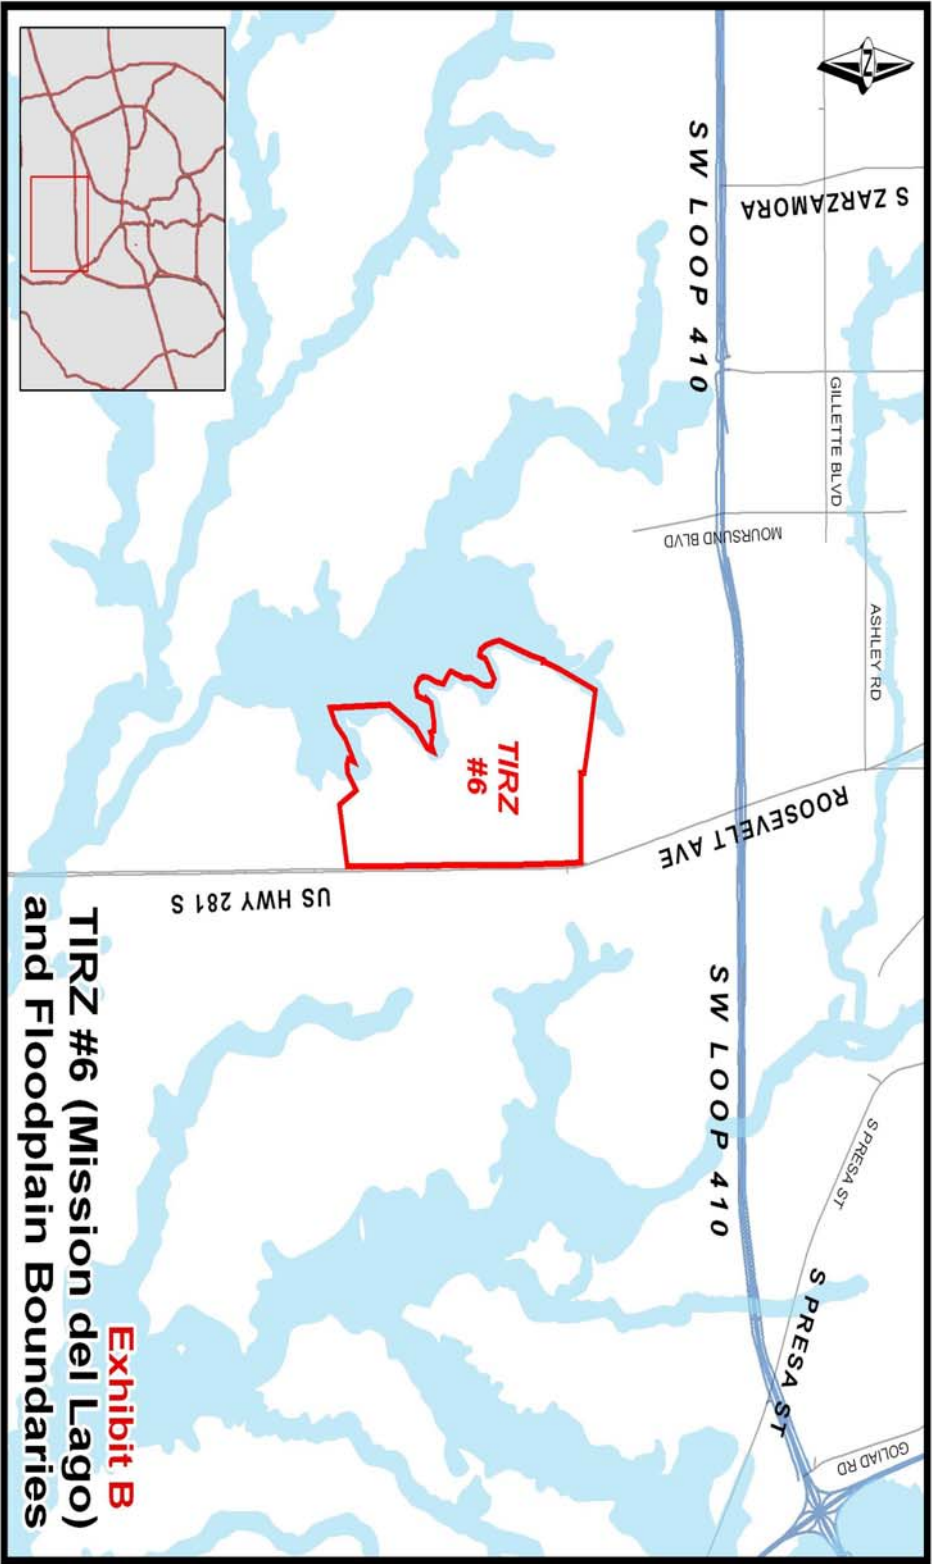 N
S ZARZAMORA
SW LOOP 410
GILLETTE BLVD
MOURSUND BLVD
ASHLEY RD
ROOSEVELT AVE
TIRZ
#6
US HWY 281 S
SW LOOP 410
S PRESA ST
S PRESA ST
GOLIAD RD
Exhibit B
TIRZ #6 (Mission del Lago)
and Floodplain Boundaries